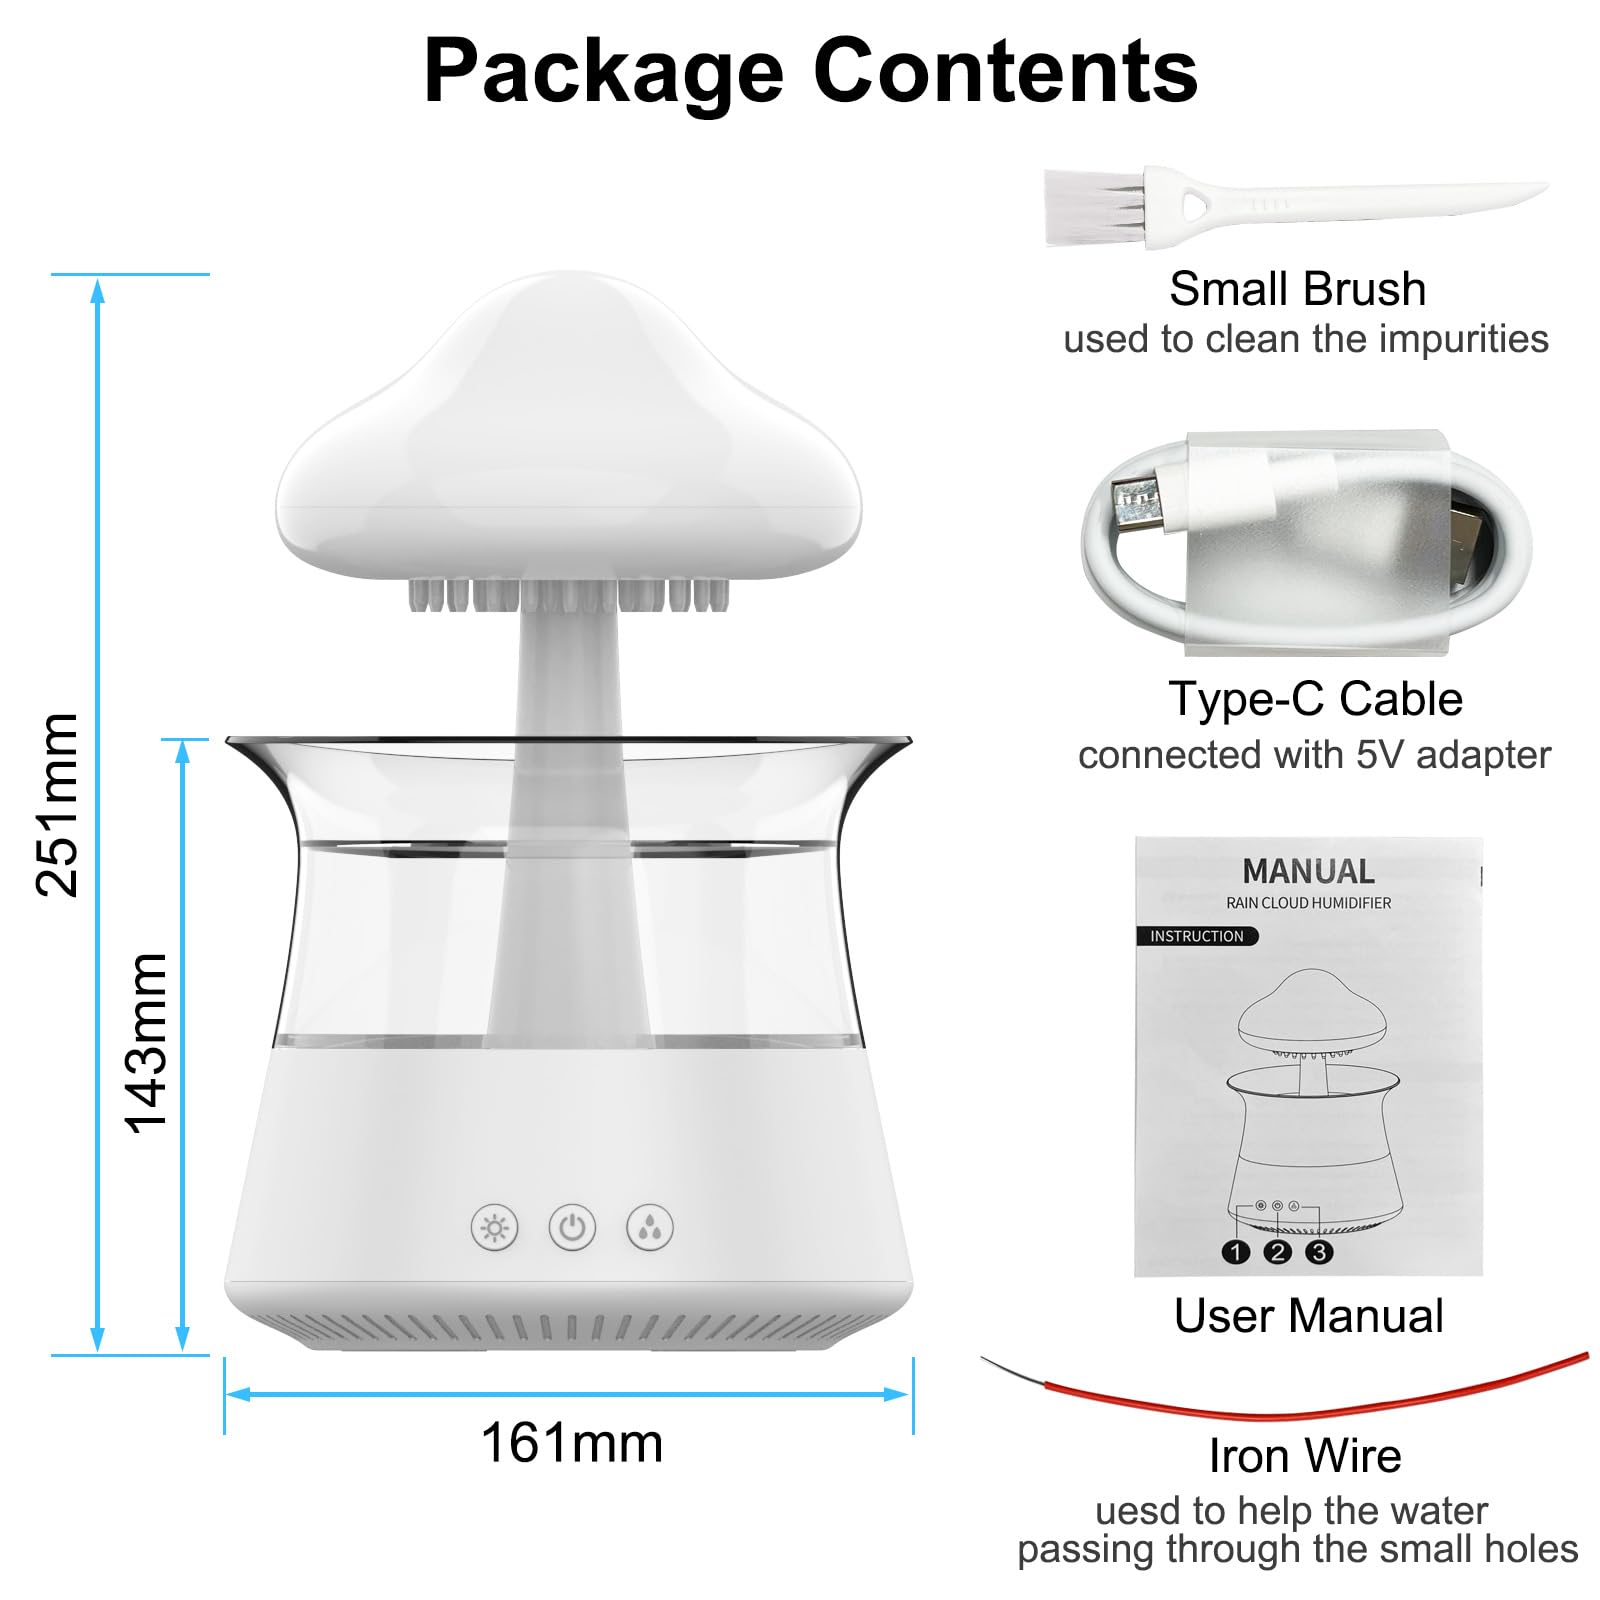 Package Contents
Small Brush
used to clean the impurities
Type-C Cable
connected with 5V adapter
MANUAL
RAIN CLOUD HUMIDIFIER
INSTRUCTION
1 2 3
User Manual
Iron Wire
uesd to help the water
passing through the small holes
251mm
143mm
161mm